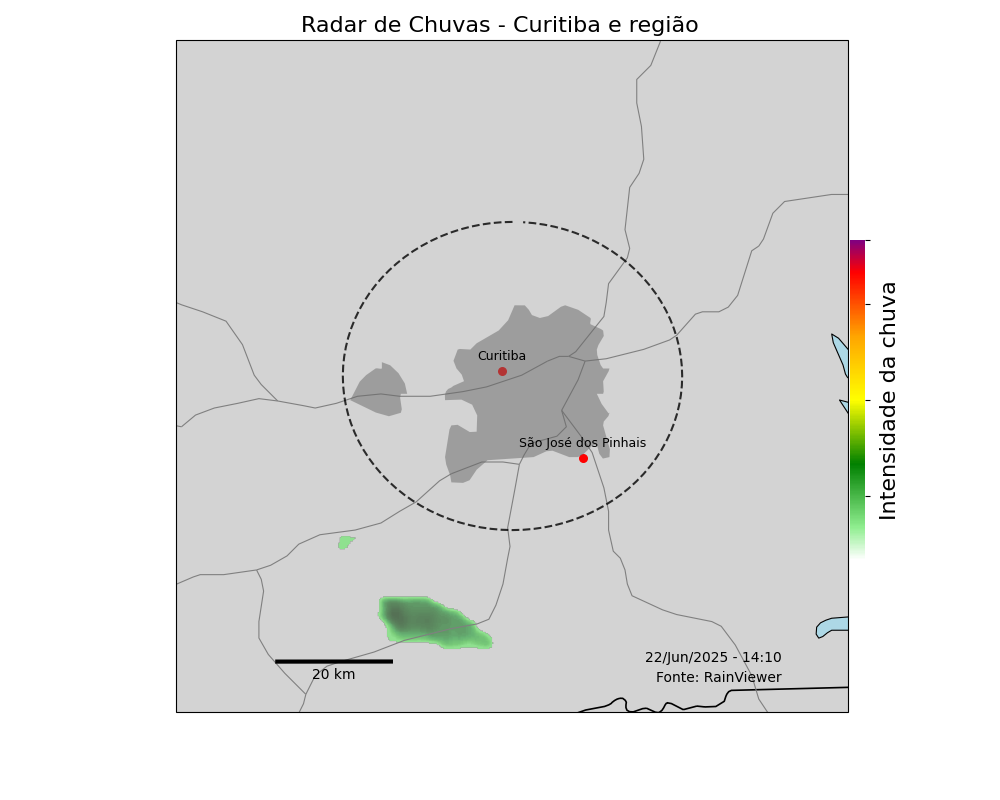 Radar de Chuvas - Curitiba e região
Curitiba
São José dos Pinhais
Intensidade da chuva
22/Jun/2025 - 14:10
20 km
Fonte: RainViewer